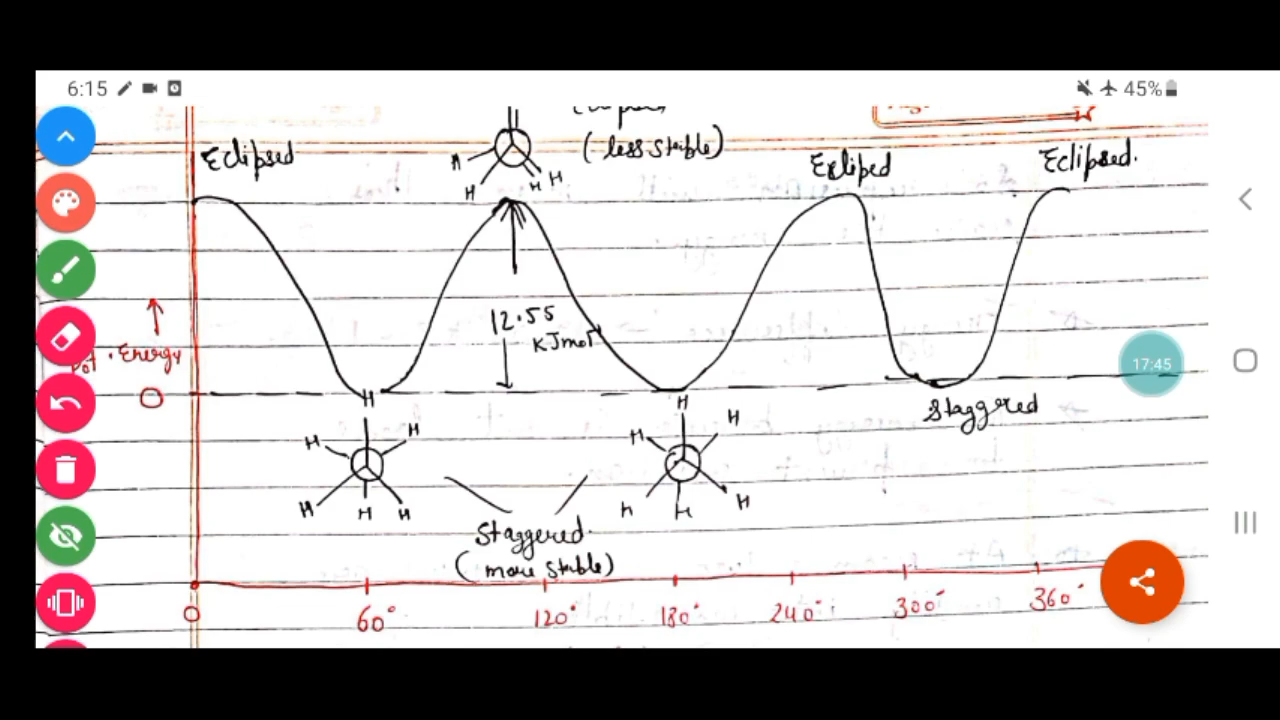 6:15
45%
(less stable)
Eclipsed
Ecliped
Eclipsed.
H
H H
12.55
KJmol
Pot. Energy
0
H
H
H
H H H
H
H
H
H
H
H
Staggered
Staggered.
(more stable)
17:45
0
60°
120°
180°
240°
300°
360°